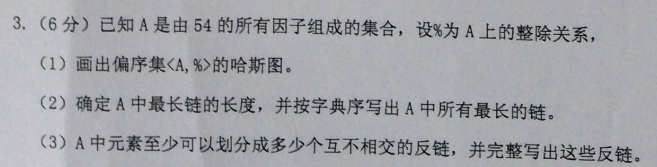 3.（6分）已知A是由54的所有因子组成的集合，设%为A上的整除关系，
（1）画出偏序集<A,%>的哈斯图。
（2）确定A中最长链的长度，并按字典序写出A中所有最长的链。
（3）A中元素至少可以划分成多少个互不相交的反链，并完整写出这些反链。